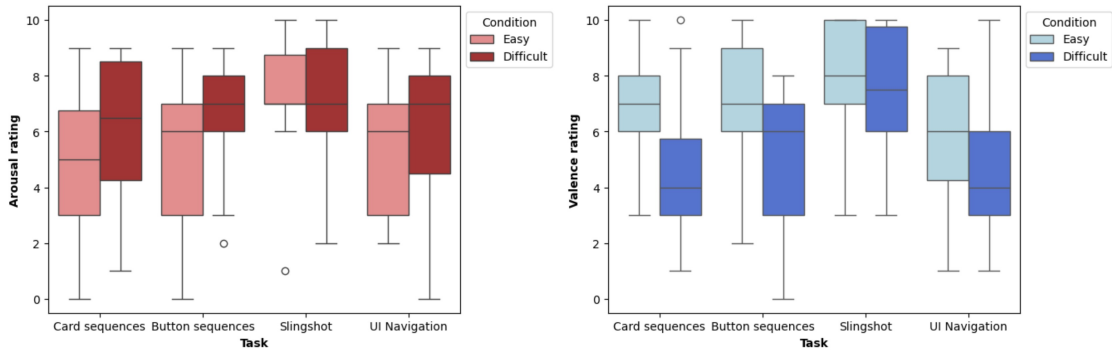 Condition
Easy
Difficult
Arousal rating
10
8
6
4
2
0
Card sequences Button sequences Slingshot UI Navigation
Task
Condition
Easy
Difficult
Valence rating
10
8
6
4
2
0
Card sequences Button sequences Slingshot UI Navigation
Task